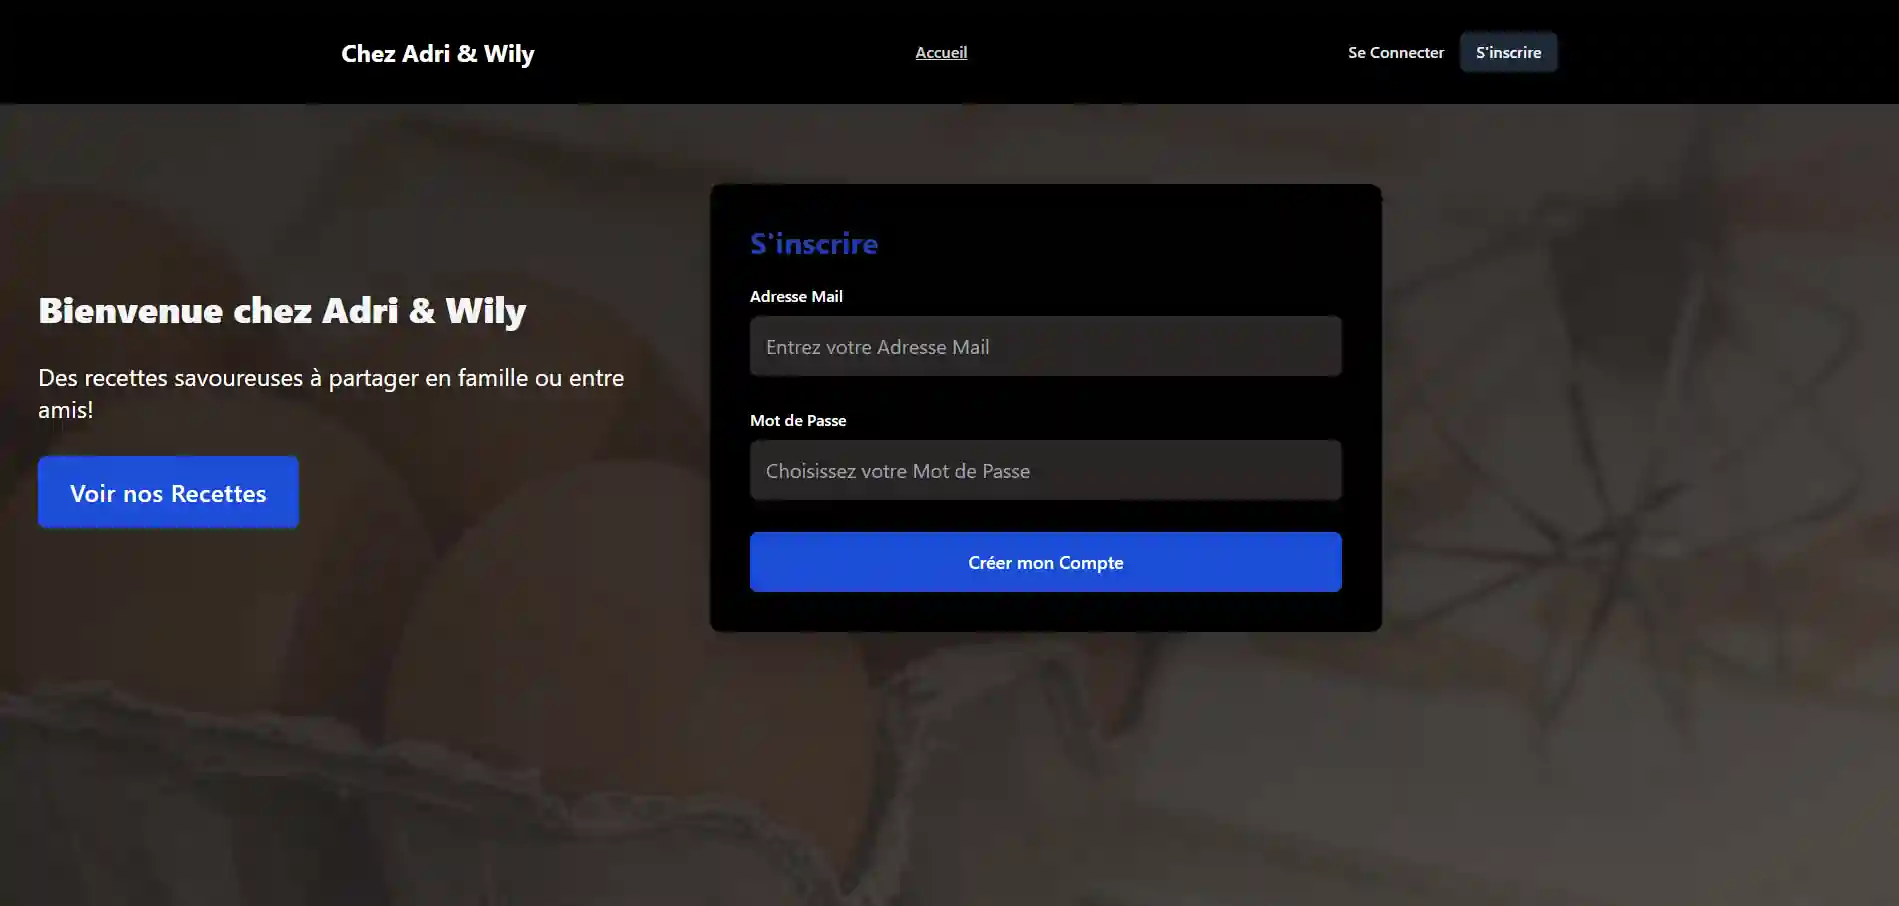 Chez Adri & Wily
Accueil
Se Connecter
S'inscrire
Bienvenue chez Adri & Wily
Des recettes savoureuses à partager en famille ou entre
amis!
Voir nos Recettes
S'inscrire
Adresse Mail
Entrez votre Adresse Mail
Mot de Passe
Choisissez votre Mot de Passe
Créer mon Compte